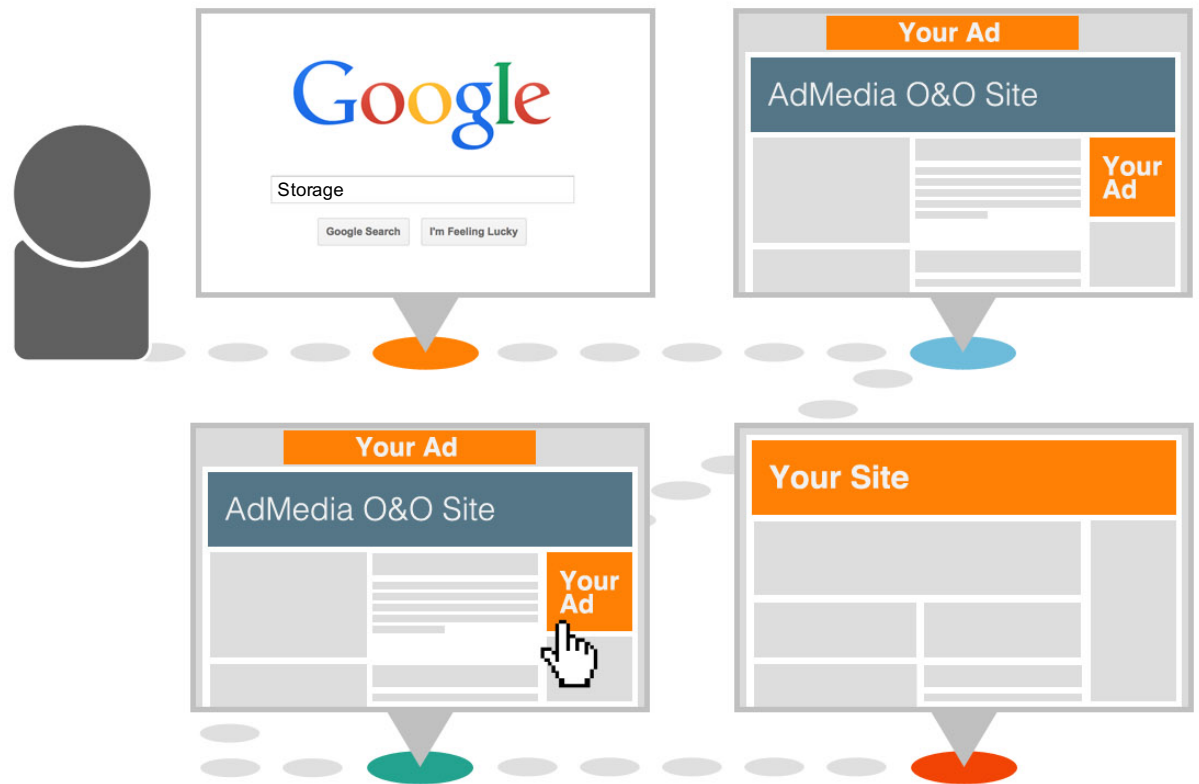 Google
Storage
Google Search
I'm Feeling Lucky
Your Ad
AdMedia O&O Site
Your
Ad
Your Ad
AdMedia O&O Site
Your
Ad
Your Site